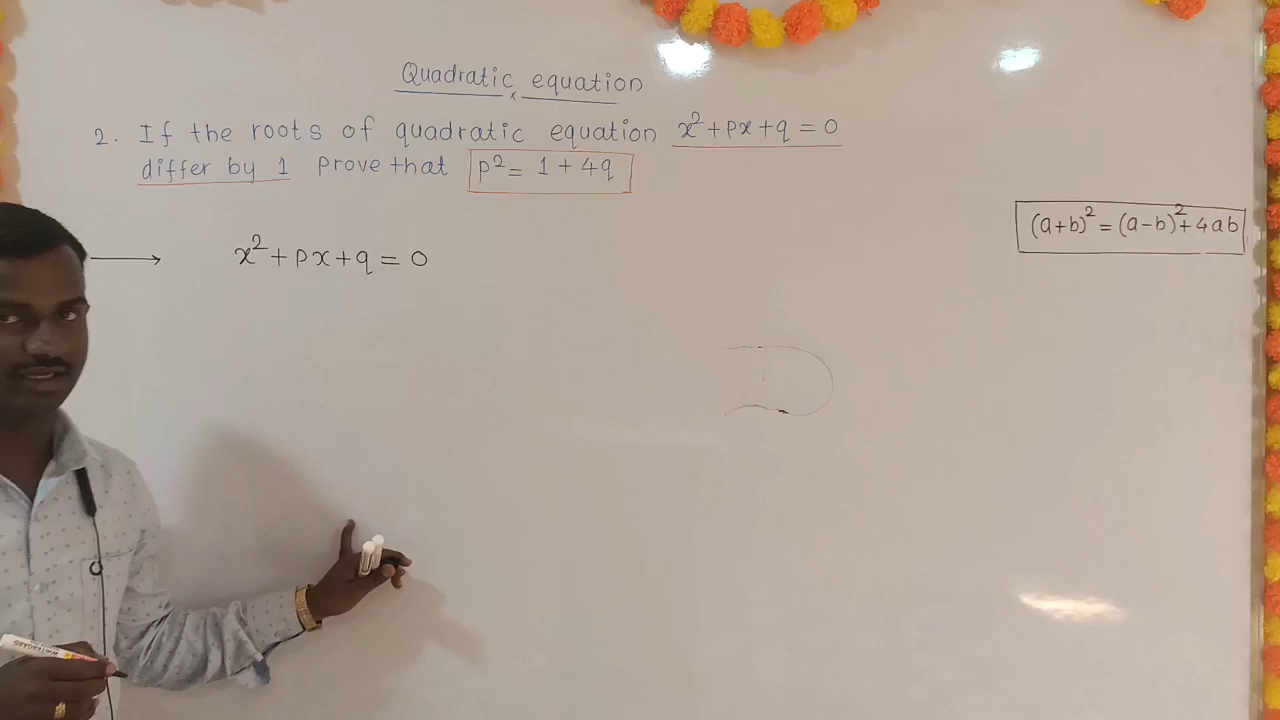 Quadratic equation
2. If the roots of quadratic equation x²+px+q=0
differ by 1 prove that p²= 1+4q
(a+b)²=(a-b)²+4ab
x²+px+q=0